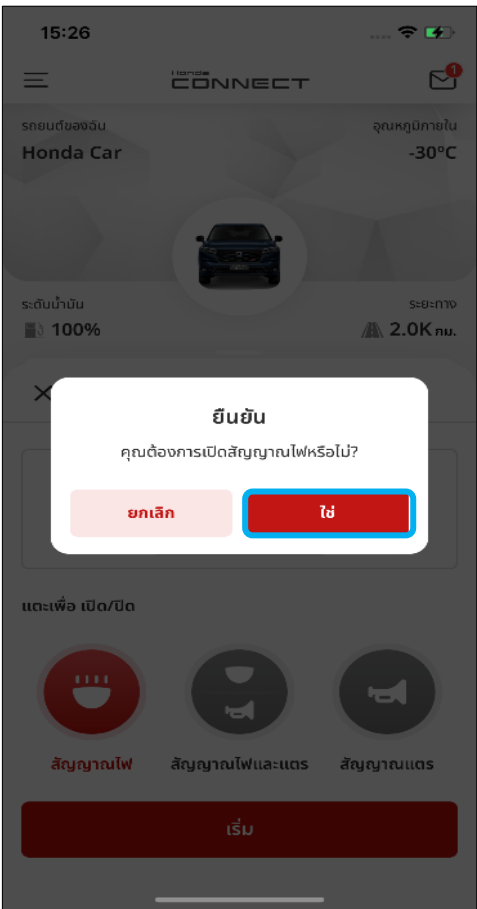 15:26
1
Honda
CONNECT
รถยนต์ของฉัน
อุณหภูมิภายใน
Honda Car
-30°C
ระดับน้ำมัน
ระยะทาง
100%
2.0K กม.
ยืนยัน
คุณต้องการเปิดสัญญาณไฟหรือไม่?
ยกเลิก
ใช่
แตะเพื่อ เปิด/ปิด
สัญญาณไฟ
สัญญาณไฟและแตร
สัญญาณแตร
เริ่ม